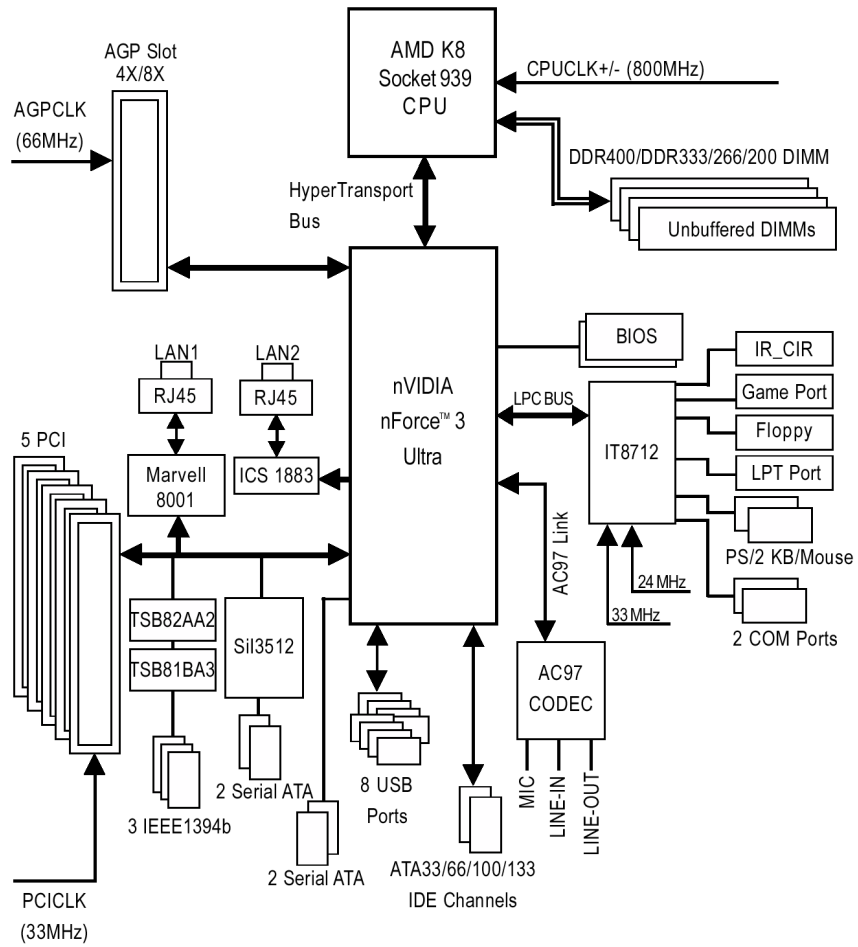 AMD K8
Socket 939
CPU
AGP Slot
4X/8X
CPUCLK+/- (800MHz)
AGPCLK
(66MHz)
DDR400/DDR333/266/200 DIMM
HyperTransport
Bus
Unbuffered DIMMs
BIOS
IR_CIR
LAN1
LAN2
nVIDIA
nForce™ 3
Ultra
LPC BUS
Game Port
RJ45
RJ45
Floppy
5 PCI
IT8712
LPT Port
Marvell
8001
ICS 1883
PS/2 KB/Mouse
AC97 Link
24 MHz
33 MHz
TSB82AA2
SiI3512
2 COM Ports
TSB81BA3
AC97
CODEC
2 Serial ATA
8 USB
Ports
MIC
LINE-IN
LINE-OUT
3 IEEE1394b
2 Serial ATA
ATA33/66/100/133
IDE Channels
PCICLK
(33MHz)